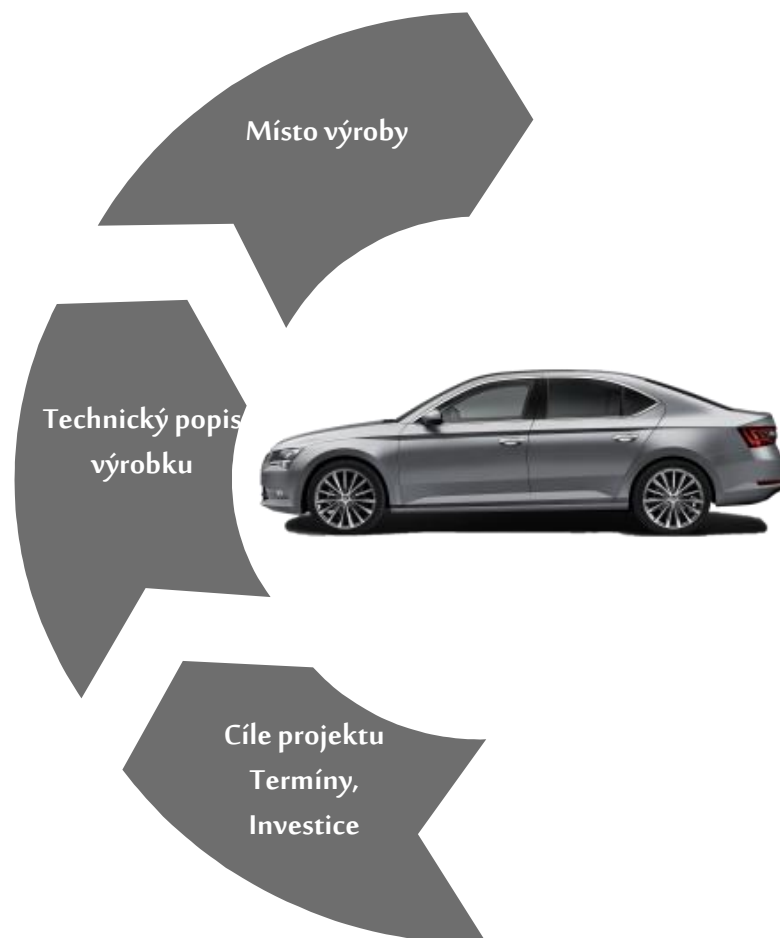 Místo výroby
Technický popis
výrobku
Cíle projektu
Termíny,
Investice